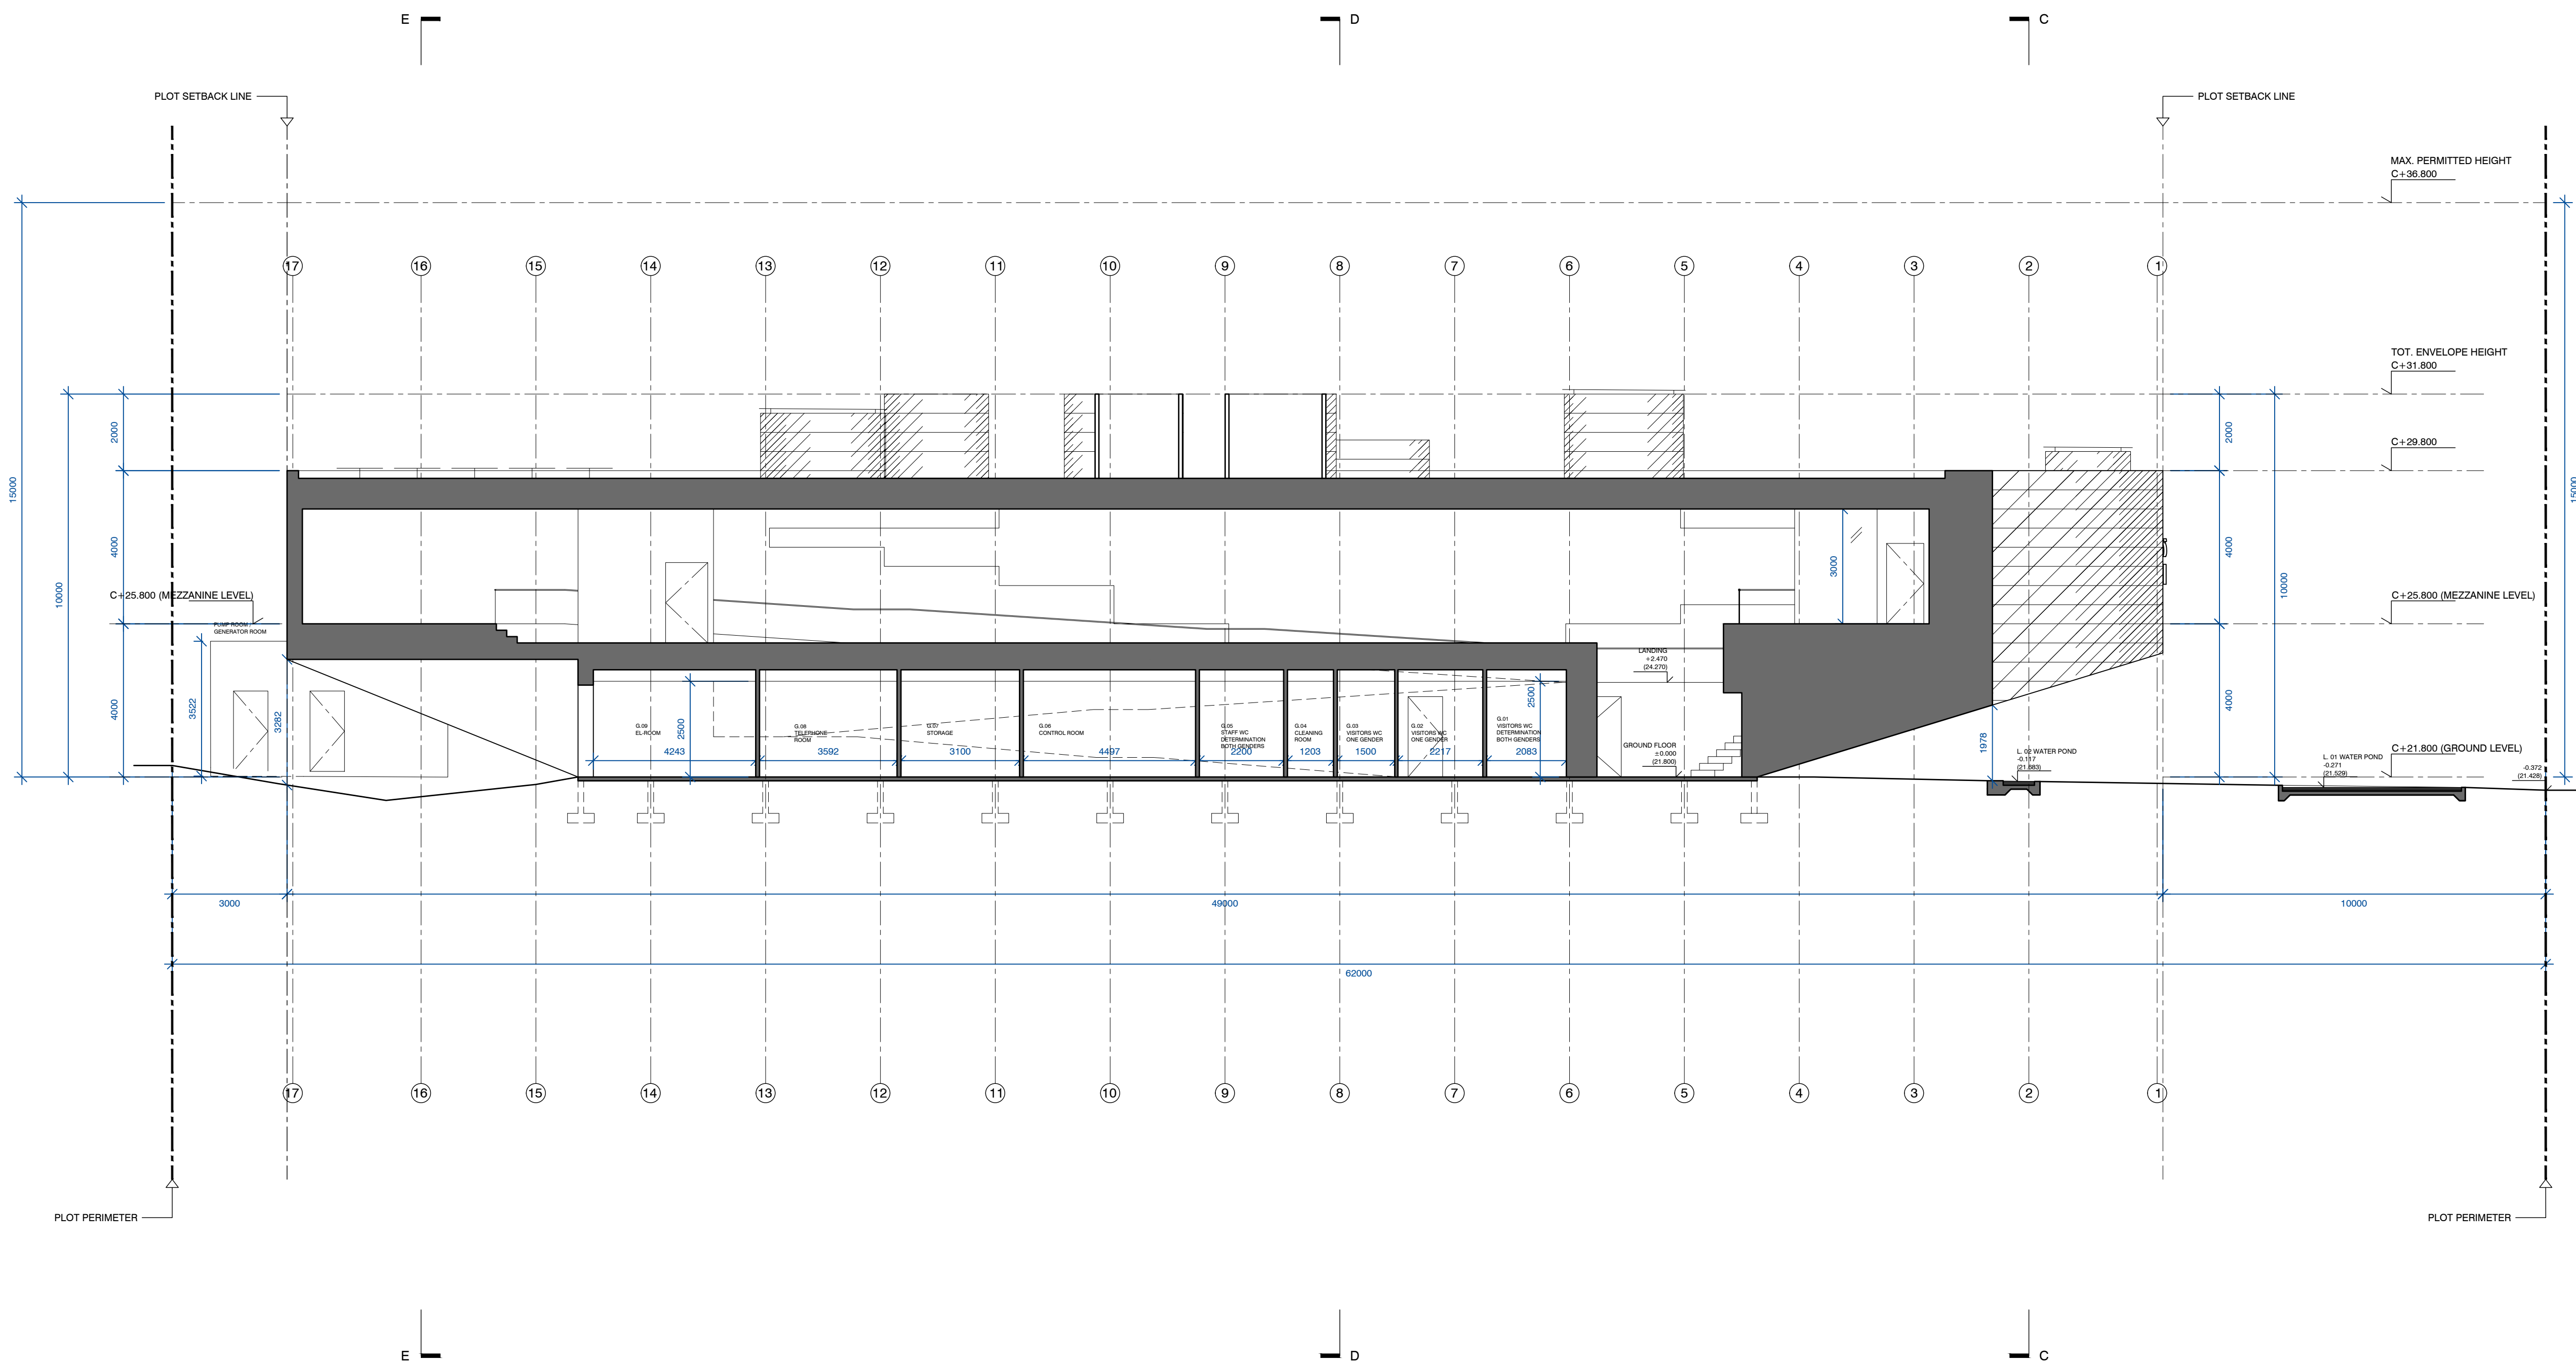 E
D
C
PLOT SETBACK LINE
PLOT SETBACK LINE
MAX. PERMITTED HEIGHT
C+36.800
17 16 15 14 13 12 11 10 9 8 7 6 5 4 3 2 1
TOT. ENVELOPE HEIGHT
C+31.800
2000
2000
C+29.800
15000
15000
4000
4000
10000
10000
3000
C+25.800 (MEZZANINE LEVEL)
C+25.800 (MEZZANINE LEVEL)
PUMP ROOM /
GENERATOR ROOM
LANDING
+2.470
(24.270)
4000
3522
3282
2500
2500
4000
1978
G.09
EL-ROOM
4243
G.08
TELEPHONE
ROOM
3592
G.07
STORAGE
3100
G.06
CONTROL ROOM
4497
G.05
STAFF WC
DETERMINATION
BOTH GENDERS
2200
G.04
CLEANING
ROOM
1203
G.03
VISITORS WC
ONE GENDER
1500
G.02
VISITORS WC
ONE GENDER
2217
G.01
VISITORS WC
DETERMINATION
BOTH GENDERS
2083
GROUND FLOOR
±0.000
(21.800)
L. 02 WATER POND
-0.117
(21.683)
L. 01 WATER POND
-0.271
(21.529)
C+21.800 (GROUND LEVEL)
-0.372
(21.428)
3000
49000
10000
62000
17 16 15 14 13 12 11 10 9 8 7 6 5 4 3 2 1
PLOT PERIMETER
PLOT PERIMETER
E
D
C